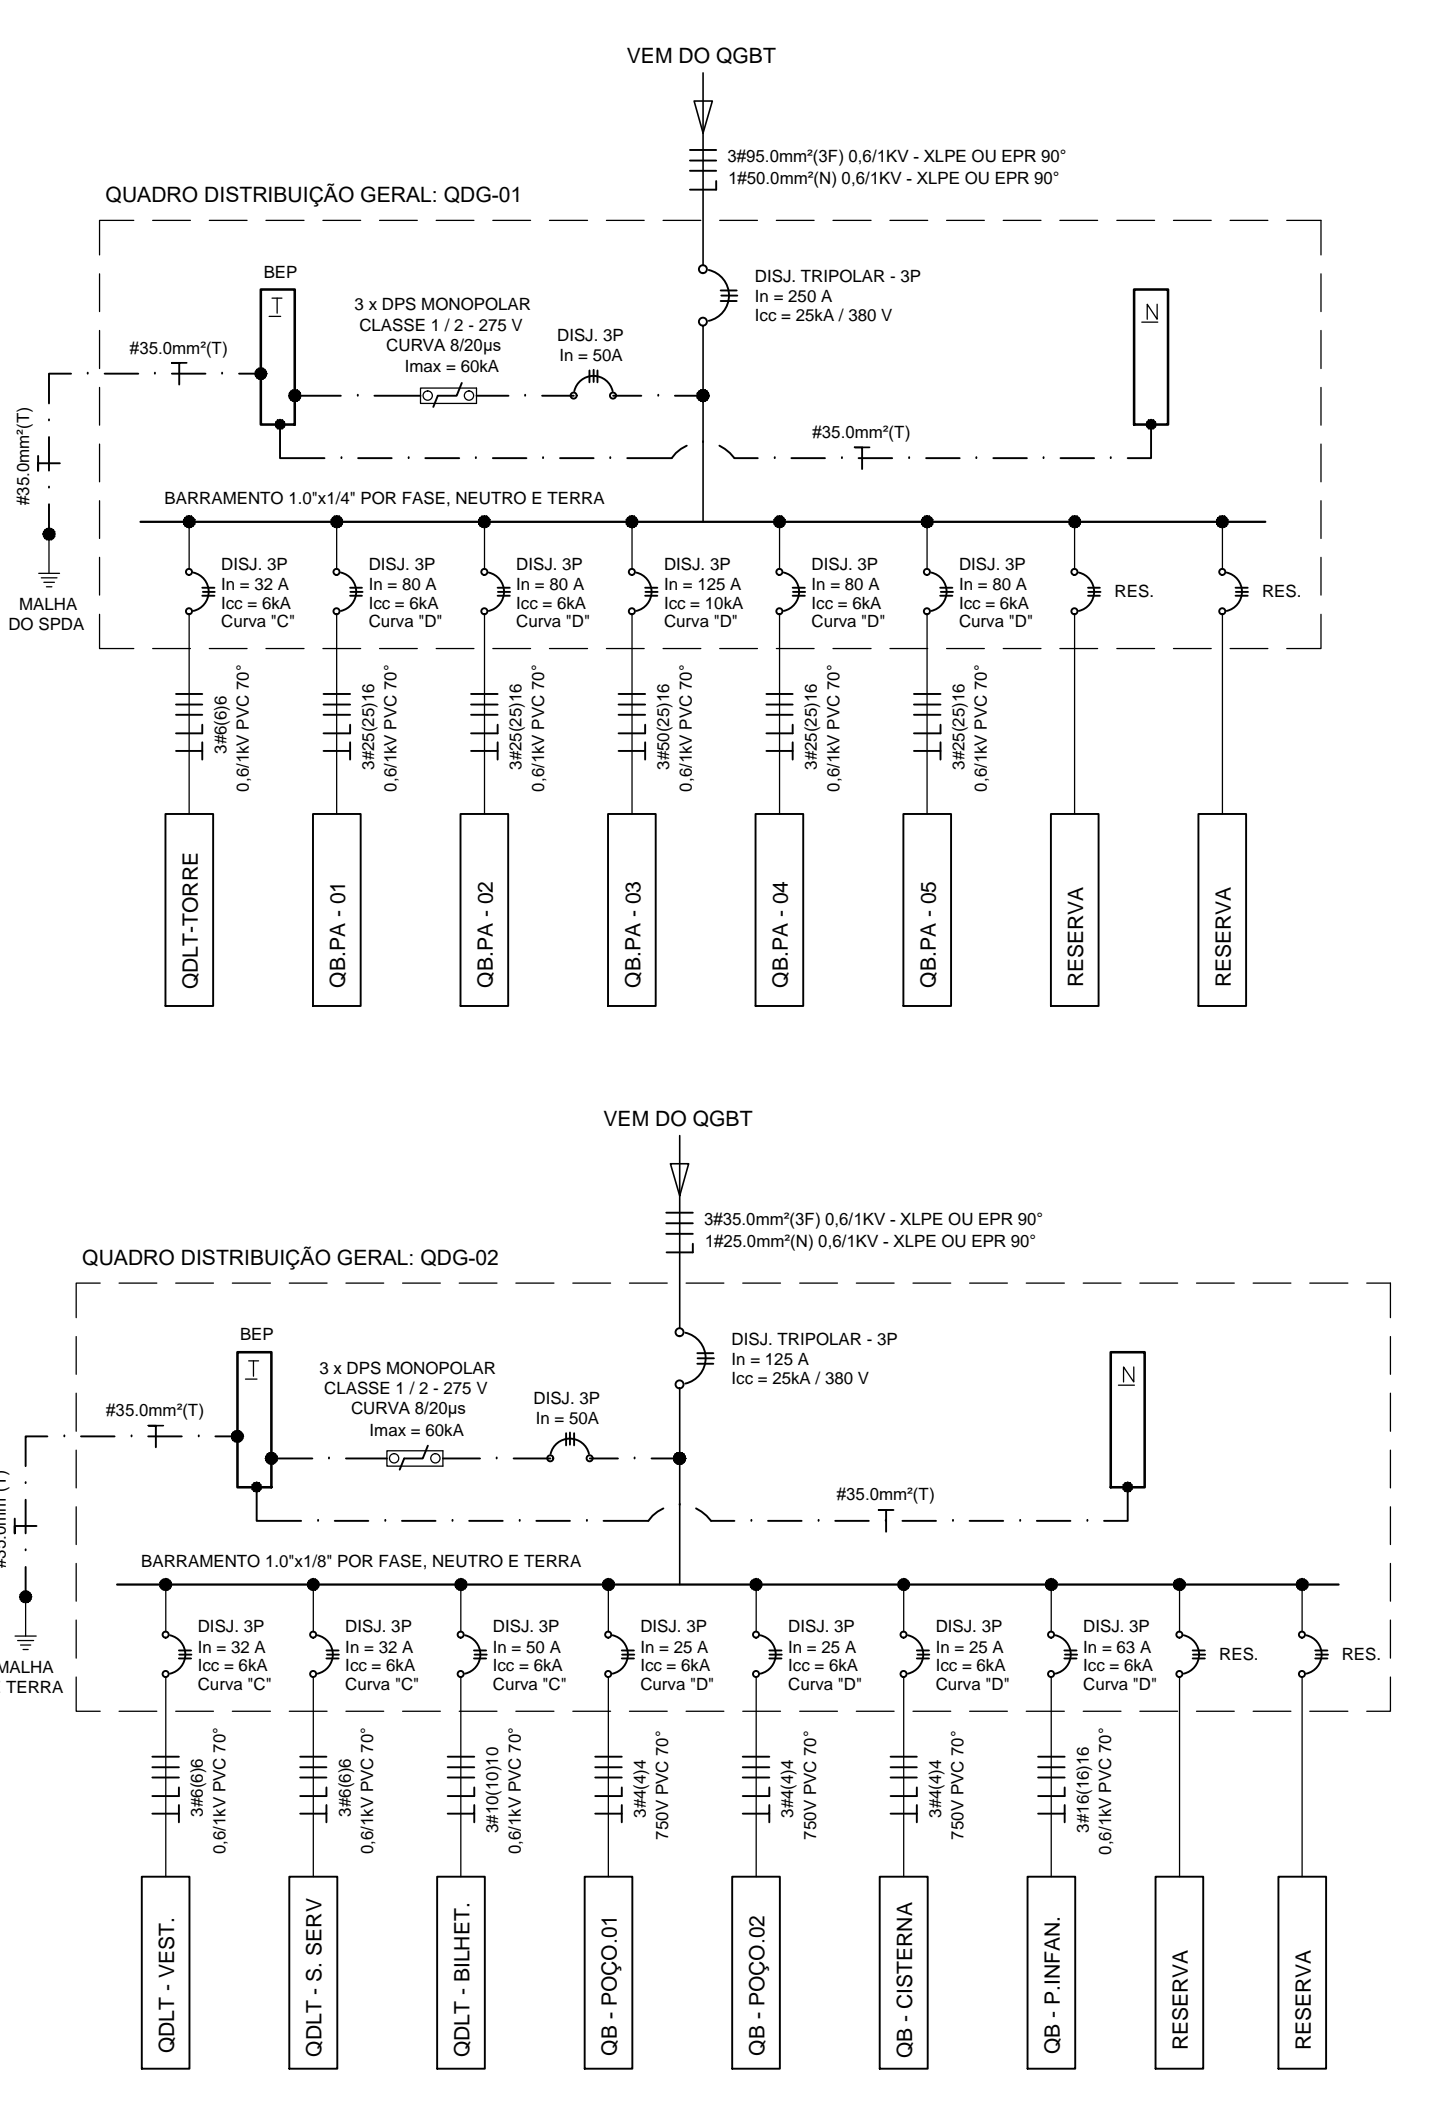 VEM DO QGBT
3#95.0mm²(3F) 0,6/1KV - XLPE OU EPR 90°
1#50.0mm²(N) 0,6/1KV - XLPE OU EPR 90°
QUADRO DISTRIBUIÇÃO GERAL: QDG-01
BEP
T
3 x DPS MONOPOLAR
CLASSE 1 / 2 - 275 V
CURVA 8/20µs
Imax = 60kA
DISJ. 3P
In = 50A
DISJ. TRIPOLAR - 3P
In = 250 A
Icc = 25kA / 380 V
N
#35.0mm²(T)
#35.0mm²(T)
#35.0mm²(T)
MALHA
DO SPDA
BARRAMENTO 1.0"x1/4" POR FASE, NEUTRO E TERRA
DISJ. 3P
In = 32 A
Icc = 6kA
Curva "C"
DISJ. 3P
In = 80 A
Icc = 6kA
Curva "D"
DISJ. 3P
In = 80 A
Icc = 6kA
Curva "D"
DISJ. 3P
In = 125 A
Icc = 10kA
Curva "D"
DISJ. 3P
In = 80 A
Icc = 6kA
Curva "D"
DISJ. 3P
In = 80 A
Icc = 6kA
Curva "D"
RES.
RES.
3#6(6)6
0,6/1kV PVC 70°
3#25(25)16
0,6/1kV PVC 70°
3#25(25)16
0,6/1kV PVC 70°
3#50(25)16
0,6/1kV PVC 70°
3#25(25)16
0,6/1kV PVC 70°
3#25(25)16
0,6/1kV PVC 70°
QDLT-TORRE
QB.PA - 01
QB.PA - 02
QB.PA - 03
QB.PA - 04
QB.PA - 05
RESERVA
RESERVA
VEM DO QGBT
3#35.0mm²(3F) 0,6/1KV - XLPE OU EPR 90°
1#25.0mm²(N) 0,6/1KV - XLPE OU EPR 90°
QUADRO DISTRIBUIÇÃO GERAL: QDG-02
BEP
T
3 x DPS MONOPOLAR
CLASSE 1 / 2 - 275 V
CURVA 8/20µs
Imax = 60kA
DISJ. 3P
In = 50A
DISJ. TRIPOLAR - 3P
In = 125 A
Icc = 25kA / 380 V
N
#35.0mm²(T)
#35.0mm²(T)
TERRA
BARRAMENTO 1.0"x1/8" POR FASE, NEUTRO E TERRA
DISJ. 3P
In = 32 A
Icc = 6kA
Curva "C"
DISJ. 3P
In = 32 A
Icc = 6kA
Curva "C"
DISJ. 3P
In = 50 A
Icc = 6kA
Curva "C"
DISJ. 3P
In = 25 A
Icc = 6kA
Curva "D"
DISJ. 3P
In = 25 A
Icc = 6kA
Curva "D"
DISJ. 3P
In = 25 A
Icc = 6kA
Curva "D"
DISJ. 3P
In = 63 A
Icc = 6kA
Curva "D"
RES.
RES.
3#6(6)6
0,6/1kV PVC 70°
3#6(6)6
0,6/1kV PVC 70°
3#10(10)10
0,6/1kV PVC 70°
3#4(4)4
750V PVC 70°
3#4(4)4
750V PVC 70°
3#4(4)4
750V PVC 70°
3#16(16)16
0,6/1kV PVC 70°
QDLT - VEST.
QDLT - S. SERV
QDLT - BILHET.
QB - POÇO.01
QB - POÇO.02
QB - CISTERNA
QB - P.INFAN.
RESERVA
RESERVA